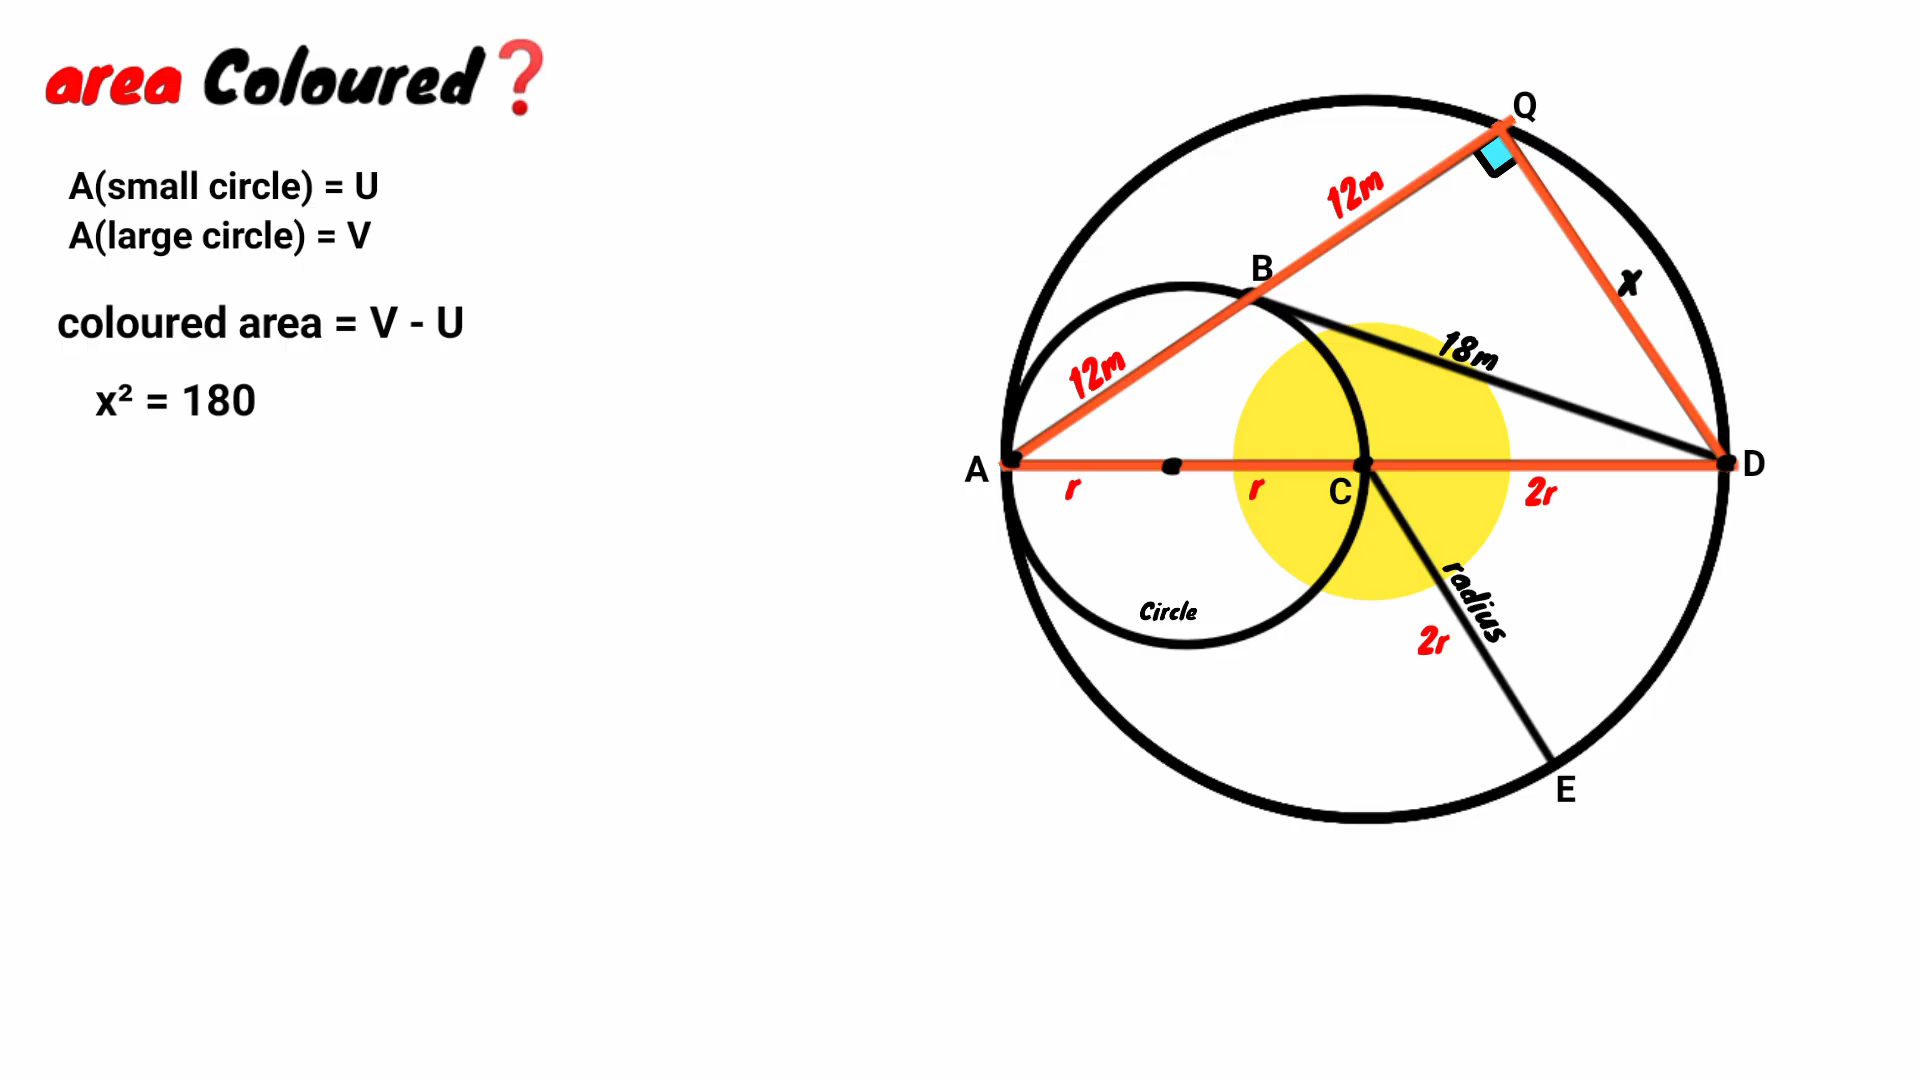 area Coloured❓
A(small circle) = U
A(large circle) = V
coloured area = V - U
x² = 180
Q
12m
B
x
12m
18m
A
D
r
r
C
2r
radius
Circle
2r
E